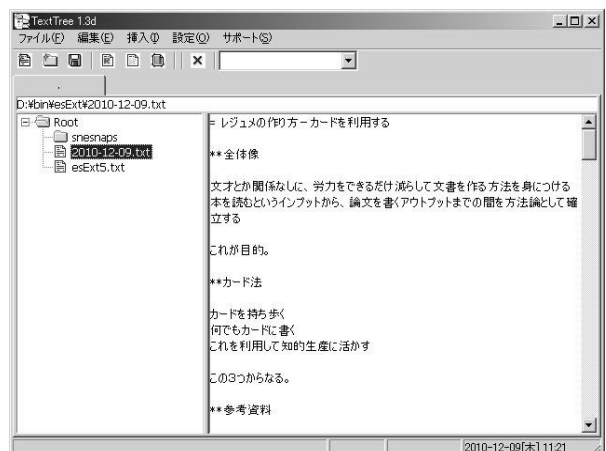 TextTree 1.3d
ファイル(F) 編集(E) 挿入(I) 設定(O) サポート(S)
.
D:¥bin¥esExt¥2010-12-09.txt
Root
snesnaps
2010-12-09.txt
esExt5.txt
= レジュメの作り方－カードを利用する
**全体像
文才とか関係なしに、労力をできるだけ減らして文書を作る方法を身につける
本を読むというインプットから、論文を書くアウトプットまでの間を方法論として確
立する
これが目的。
**カード法
カードを持ち歩く
何でもカードに書く
これを利用して知的生産に活かす
この3つからなる。
**参考資料
2010-12-09[木] 11:21